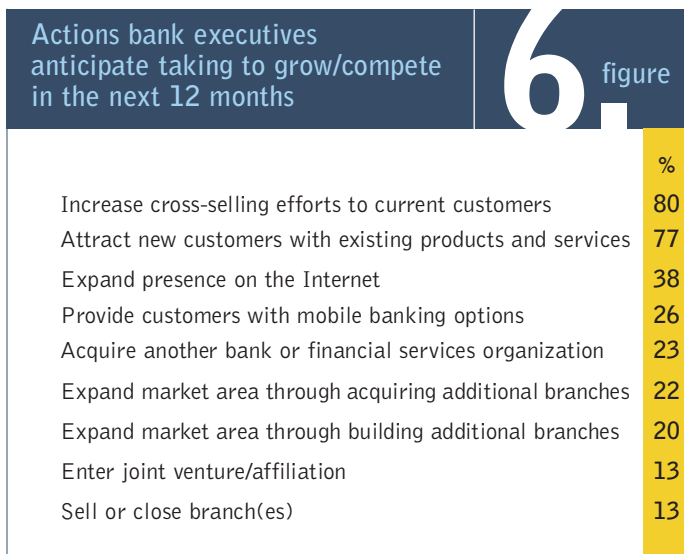 Actions bank executives
anticipate taking to grow/compete
in the next 12 months
6. figure
%
Increase cross-selling efforts to current customers 80
Attract new customers with existing products and services 77
Expand presence on the Internet 38
Provide customers with mobile banking options 26
Acquire another bank or financial services organization 23
Expand market area through acquiring additional branches 22
Expand market area through building additional branches 20
Enter joint venture/affiliation 13
Sell or close branch(es) 13